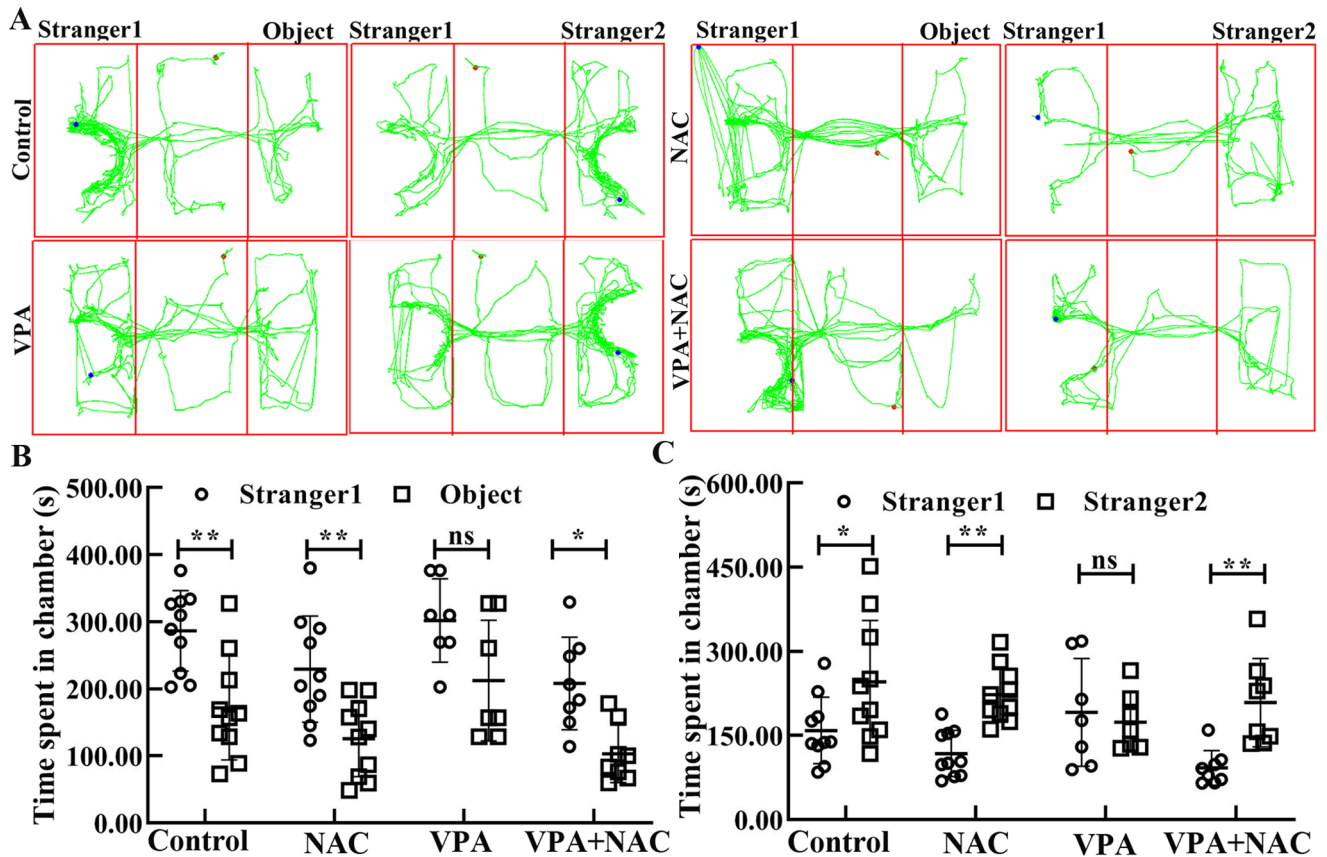 A
Stranger1 Object Stranger1 Stranger2 Stranger1 Object Stranger1 Stranger2
Control
NAC
VPA
VPA+NAC
B
Time spent in chamber (s)
500.00
400.00
300.00
200.00
100.00
0.00
Stranger1 Object
** ** ns *
Control NAC VPA VPA+NAC
C
Time spent in chamber (s)
600.00
450.00
300.00
150.00
0.00
Stranger1 Stranger2
* ** ns **
Control NAC VPA VPA+NAC